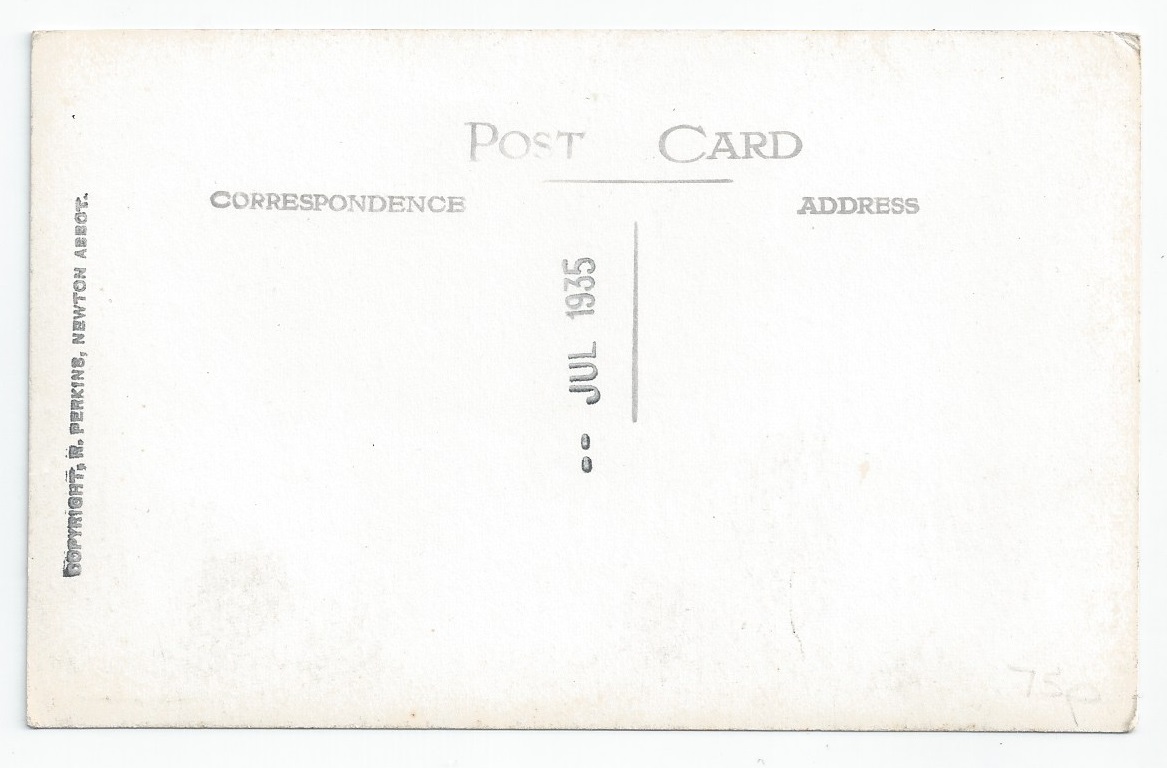 POST CARD
CORRESPONDENCE
ADDRESS
COPYRIGHT, R. PERKINS, NEWTON ABBOT.
-- JUL 1935
75p